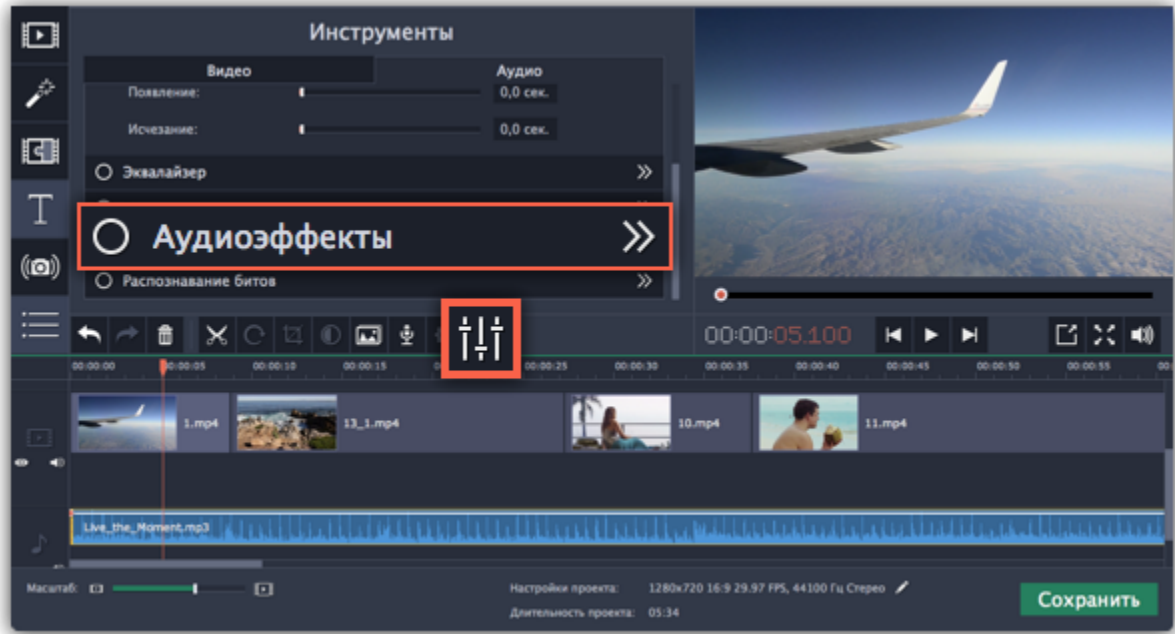 Инструменты
Видео
Аудио
Появление:
0,0 сек.
Исчезание:
0,0 сек.
Эквалайзер
Аудиоэффекты
Распознавание битов
T
00:00:05.100
00:00:00 00:00:05 00:00:10 00:00:15 00:00:25 00:00:30 00:00:35 00:00:40 00:00:45 00:00:50 00:00:55
1.mp4 13_1.mp4 10.mp4 11.mp4
Live_the_Moment.mp3
Масштаб:
Настройки проекта: 1280x720 16:9 29.97 FPS, 44100 Гц Стерео
Длительность проекта: 05:34
Сохранить